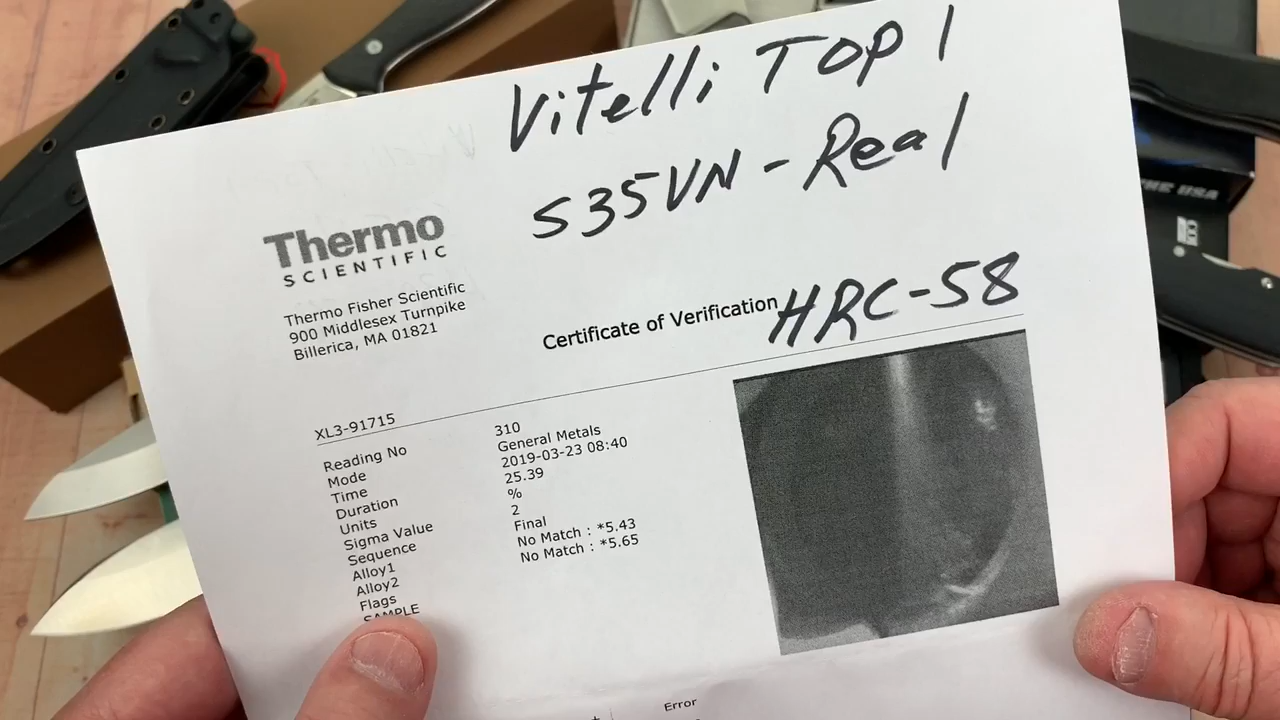 Vitelli TOP 1
S35VN - Real
Thermo
SCIENTIFIC
HRC-58
Thermo Fisher Scientific
900 Middlesex Turnpike
Billerica, MA 01821
Certificate of Verification
XL3-91715
Reading No 310
Mode General Metals
Time 2019-03-23 08:40
Duration 25.39
Units %
Sigma Value 2
Sequence Final
Alloy1 No Match : *5.43
Alloy2 No Match : *5.65
Flags
SAMPLE
Error
USA